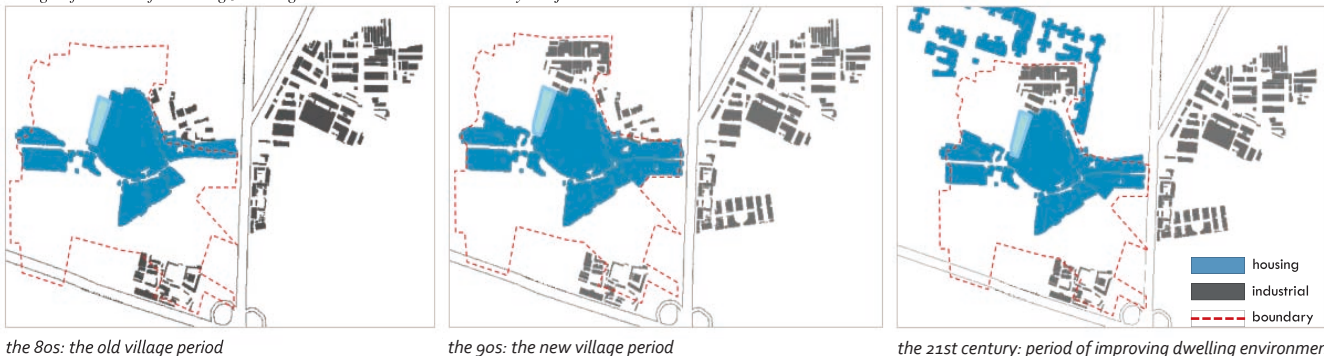 housing
industrial
boundary
the 80s: the old village period
the 90s: the new village period
the 21st century: period of improving dwelling